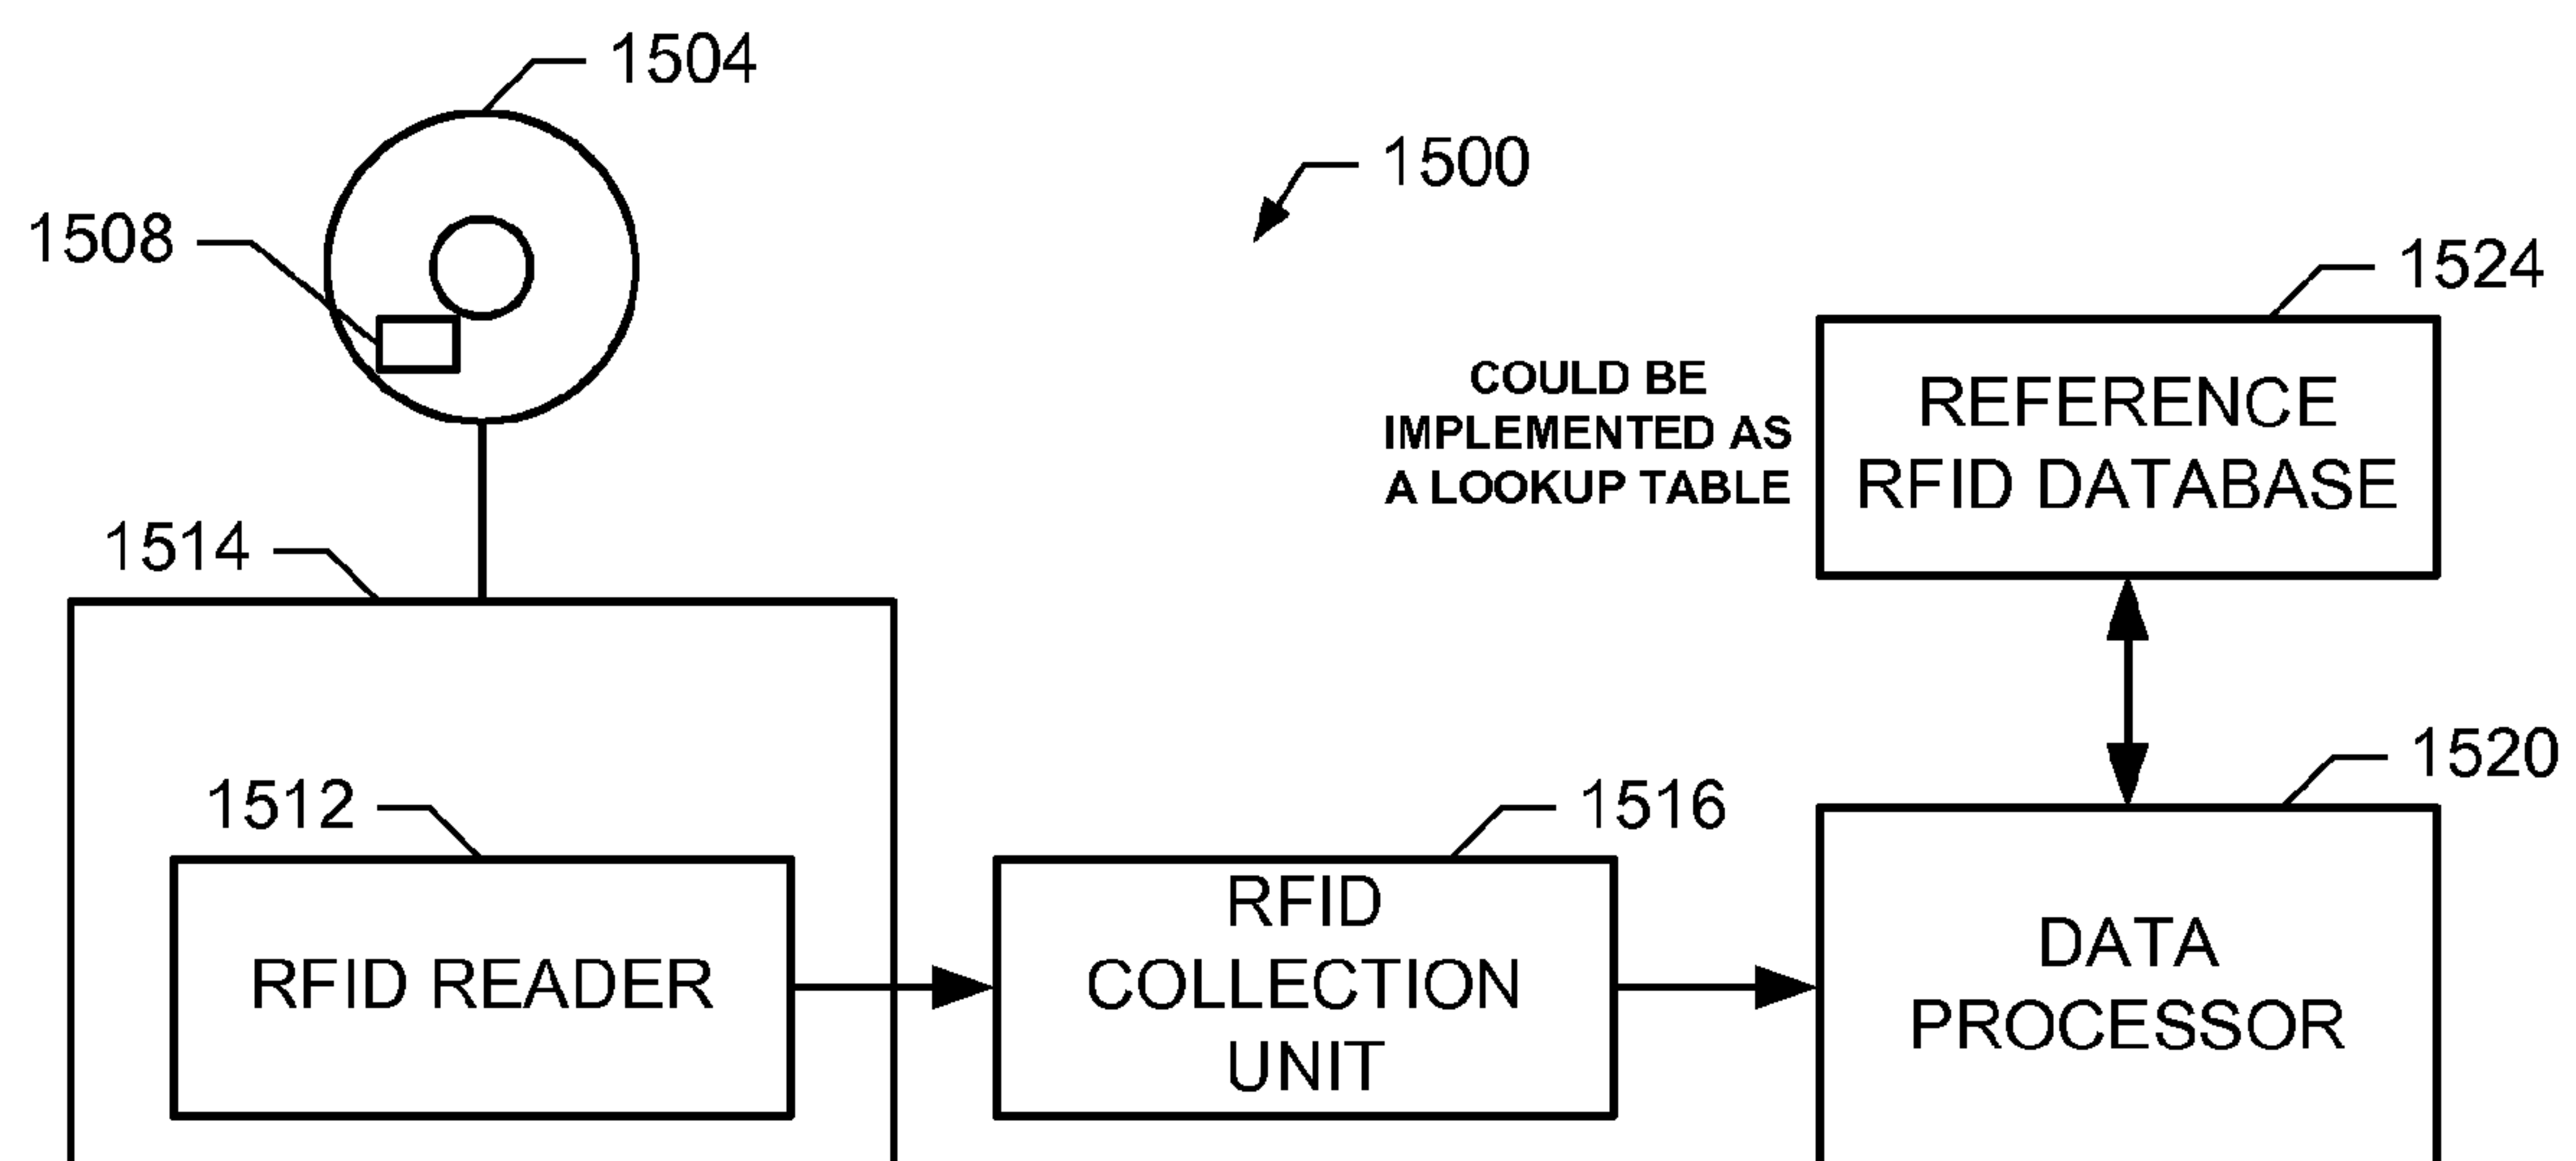 1504
1500
1508
1524
COULD BE
IMPLEMENTED AS
A LOOKUP TABLE
REFERENCE
RFID DATABASE
1514
1520
1512
1516
RFID READER
RFID
COLLECTION
UNIT
DATA
PROCESSOR